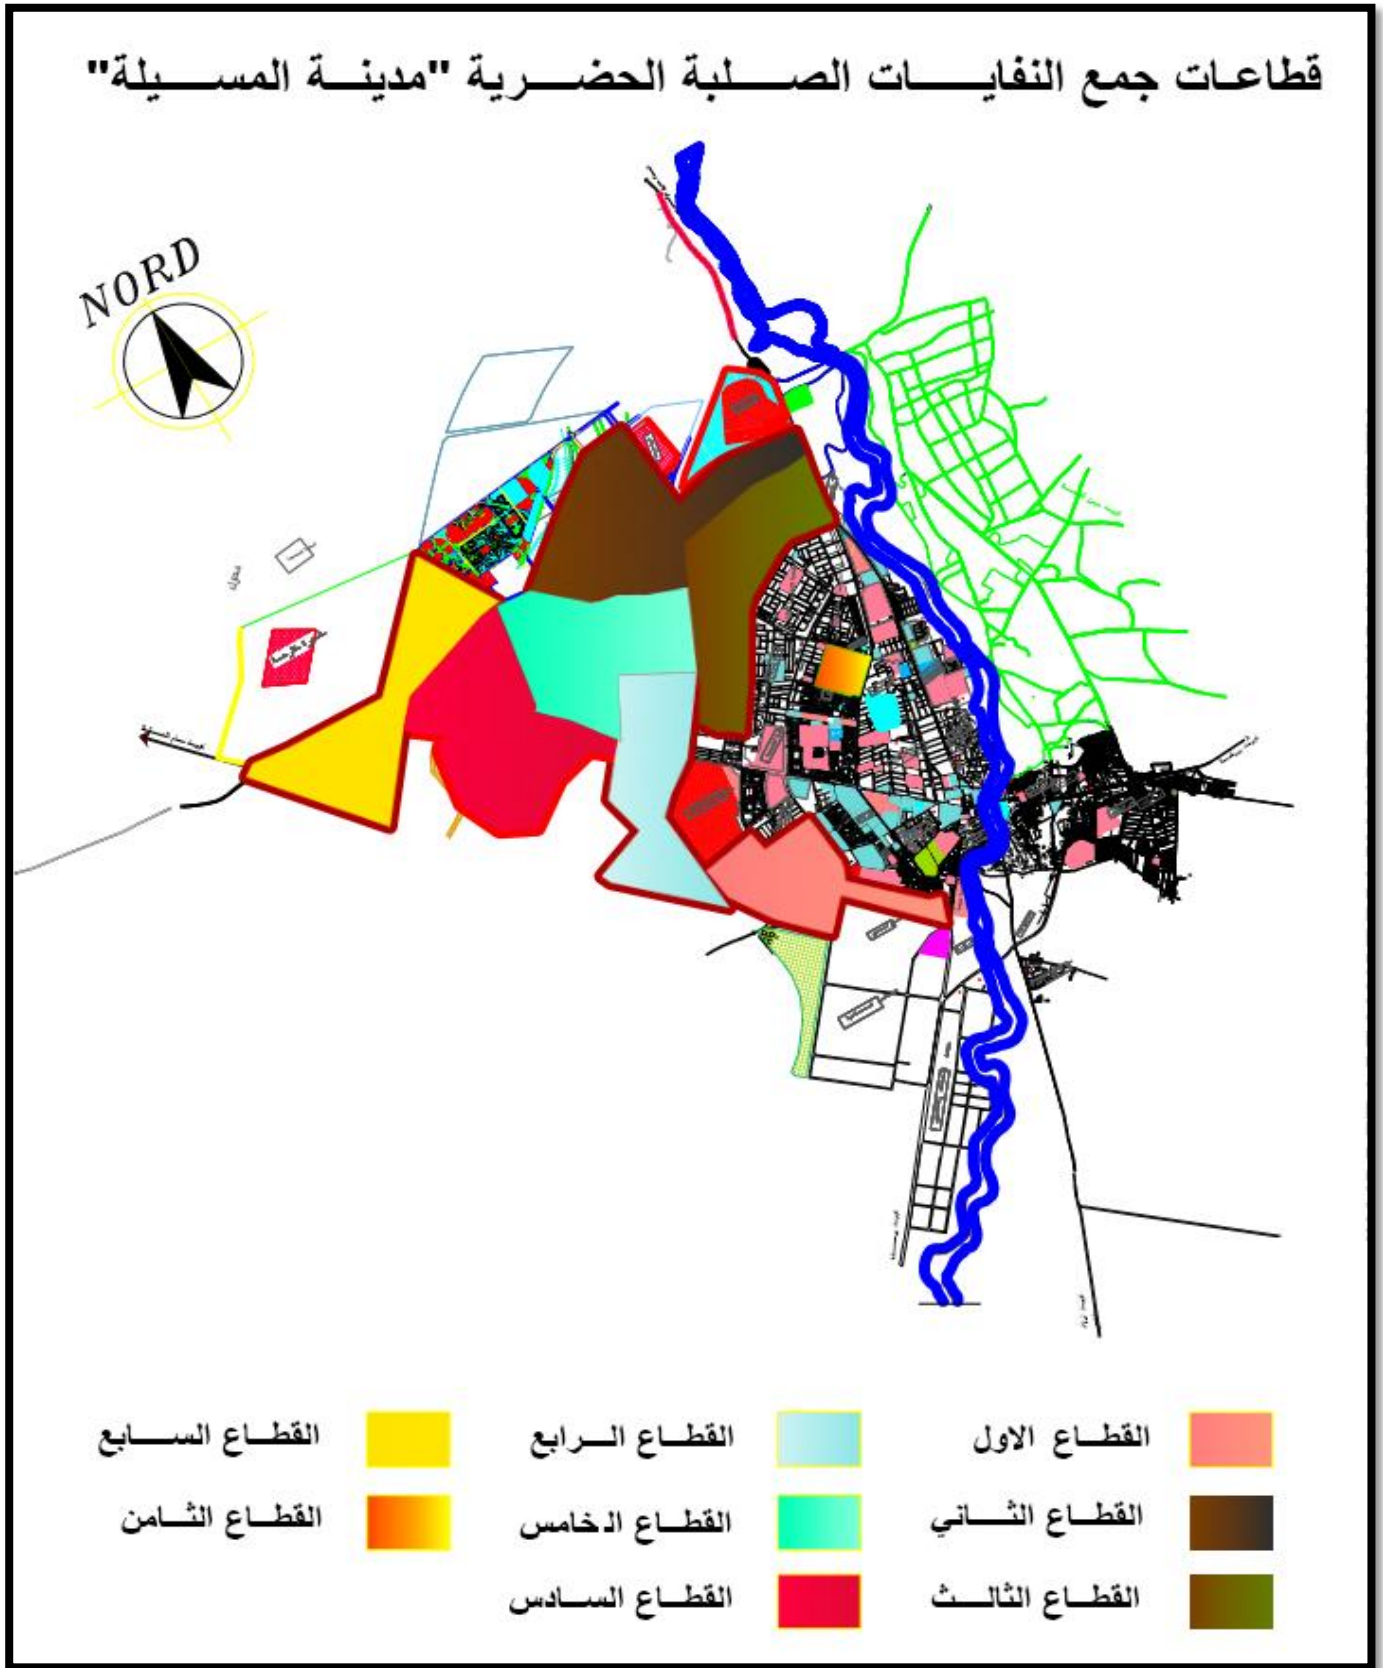 قطاعات جمع النفايات الصلبة الحضرية "مدينة المسيلة"
NORD
القطاع الاول
القطاع الثاني
القطاع الثالث
القطاع الرابع
القطاع الخامس
القطاع السادس
القطاع السابع
القطاع الثامن